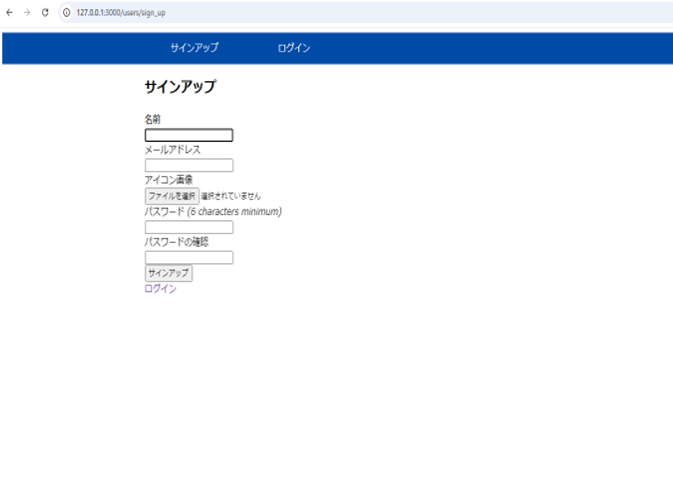 127.0.0.1:3000/users/sign_up
サインアップ ログイン
サインアップ
名前
メールアドレス
アイコン画像
ファイルを選択 選択されていません
パスワード (6 characters minimum)
パスワードの確認
サインアップ
ログイン